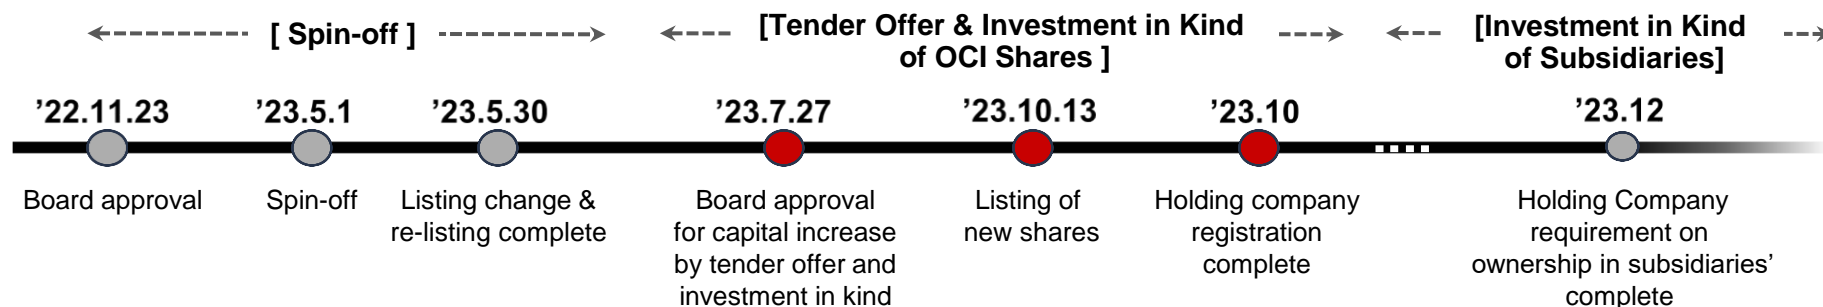 [ Spin-off ]
[Tender Offer & Investment in Kind
of OCI Shares ]
[Investment in Kind
of Subsidiaries]
’22.11.23
’23.5.1
’23.5.30
’23.7.27
’23.10.13
’23.10
’23.12
Board approval
Spin-off
Listing change &
re-listing complete
Board approval
for capital increase
by tender offer and
investment in kind
Listing of
new shares
Holding company
registration
complete
Holding Company
requirement on
ownership in subsidiaries’
complete